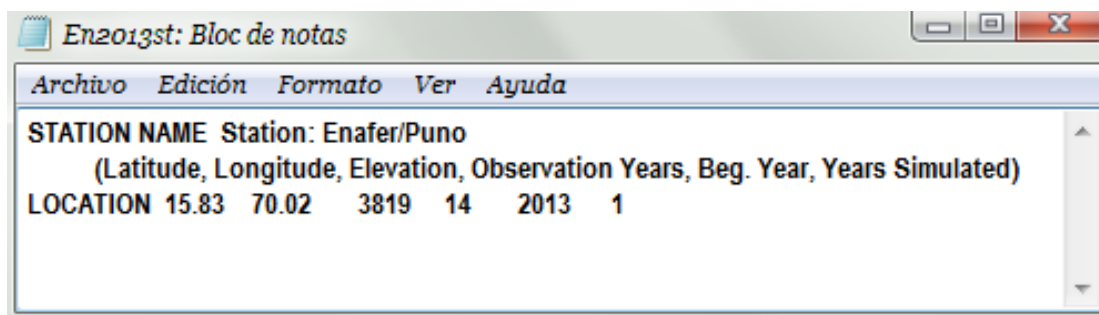 En2013st: Bloc de notas
Archivo Edición Formato Ver Ayuda
STATION NAME Station: Enafer/Puno
(Latitude, Longitude, Elevation, Observation Years, Beg. Year, Years Simulated)
LOCATION 15.83 70.02 3819 14 2013 1